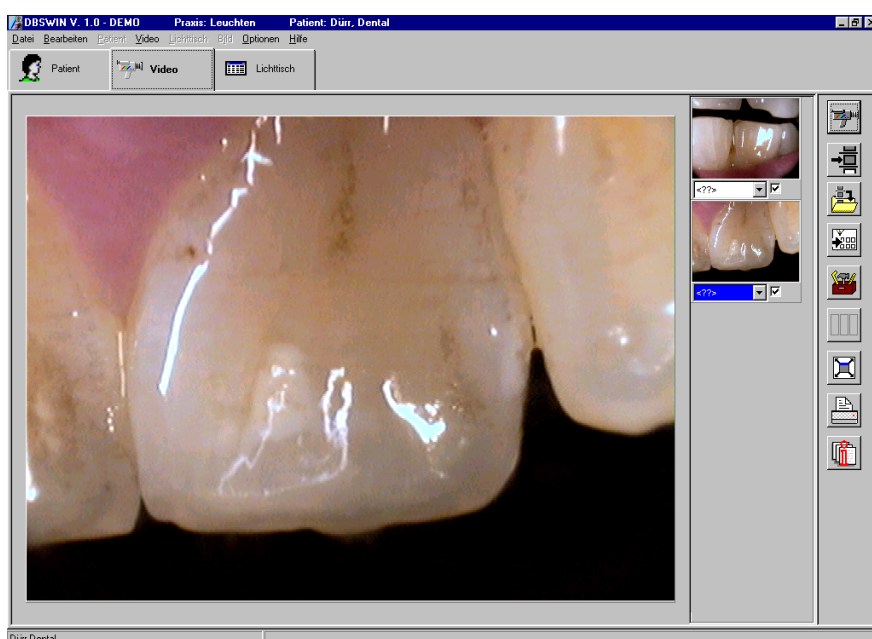 DBSWIN V. 1.0 - DEMO Praxis: Leuchten Patient: Dürr, Dental
Datei Bearbeiten Patient Video Lichttisch Bild Optionen Hilfe
Patient Video Lichttisch
<??>
<??>
Dürr Dental